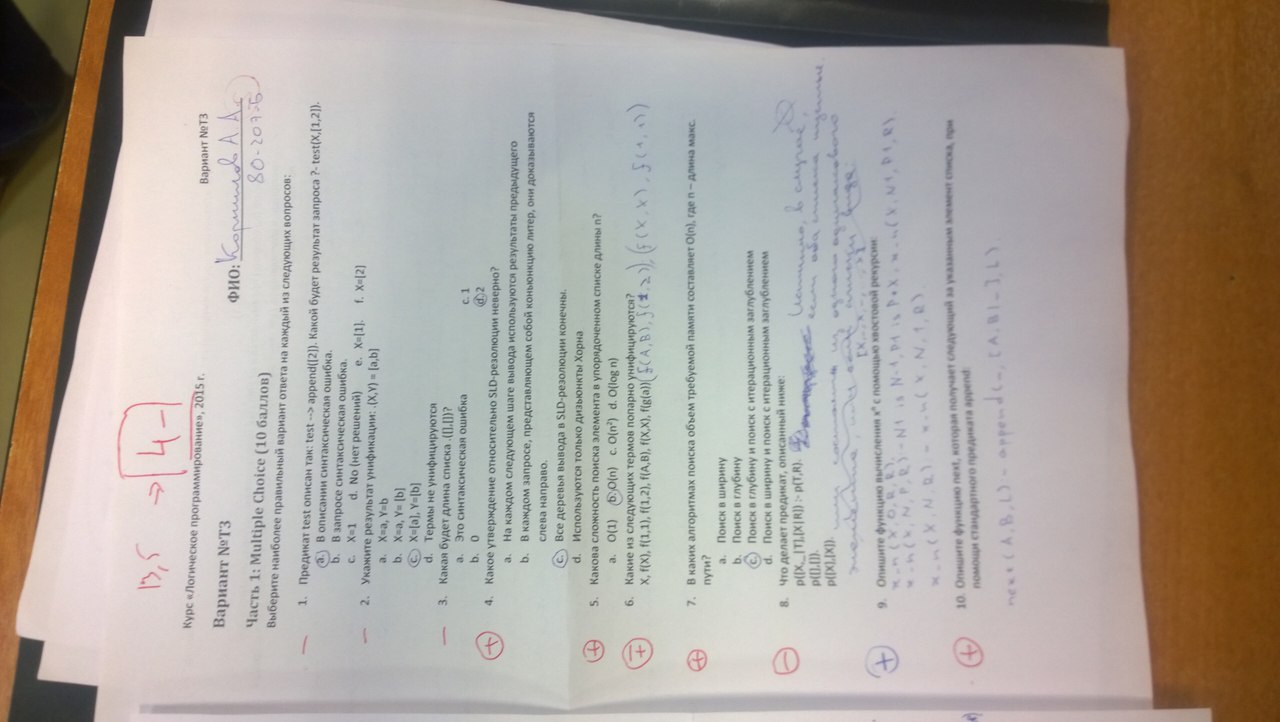 13,5 → 4-
Курс «Логическое программирование», 2015 г. Вариант №Т3
Вариант №Т3 ФИО: Корнилов А.А.
80-207Б
Часть 1: Multiple Choice (10 баллов)
Выберите наиболее правильный вариант ответа на каждый из следующих вопросов:
− 1. Предикат test описан так: test --> append([2]). Какой будет результат запроса ?- test(X,[1,2]).
a. В описании синтаксическая ошибка.
b. В запросе синтаксическая ошибка.
c. X=1 d. No (нет решений) e. X=[1]. f. X=[2]
− 2. Укажите результат унификации: .(X,Y) = [a,b]
a. X=a, Y=b
b. X=a, Y= [b]
c. X=[a], Y=[b]
d. Термы не унифицируются
− 3. Какая будет длина списка .([],[])?
a. Это синтаксическая ошибка c. 1
b. 0 d. 2
+ 4. Какое утверждение относительно SLD-резолюции неверно?
a. На каждом следующем шаге вывода используются результаты предыдущего
b. В каждом запросе, представляющем собой коньюнкцию литер, они доказываются
слева направо.
c. Все деревья вывода в SLD-резолюции конечны.
d. Используются только дизьюнкты Хорна
+ 5. Какова сложность поиска элемента в упорядоченном списке длины n?
a. O(1) b. O(n) c. O(n²) d. O(log n)
∓ 6. Какие из следующих термов попарно унифицируются?
X, f(X), f(1,1), f(1,2), f(A,B), f(X,X), f(g(a)) (f(A,B), f(1,2)), (f(X,X), f(1,1))
+ 7. В каких алгоритмах поиска объем требуемой памяти составляет O(n), где n – длина макс.
пути?
a. Поиск в ширину
b. Поиск в глубину
c. Поиск в глубину и поиск с итерационным заглублением
d. Поиск в ширину и поиск с итерационным заглублением
− 8. Что делает предикат, описанный ниже:
p([X,_|T],[X|R]) :- p(T,R). Истинно, в случае,
p([],[]). если оба списка пустые
p([X],[X]). или состоят из одного одинакового
элемента, или если списки вида:
+ 9. Опишите функцию вычисления xⁿ с помощью хвостовой рекурсии:
x_n(X,0,R,R).
x_n(X,N,P,R) - N1 is N-1, P1 is P*X, x_n(X,N1,P1,R).
x_n(X,N,R) - x_n(X,N,1,R).
+ 10. Опишите функцию next, которая получает следующий за указанным элемент списка, при
помощи стандартного предиката append:
next(A,B,L) - append(_,[A,B|_],L).